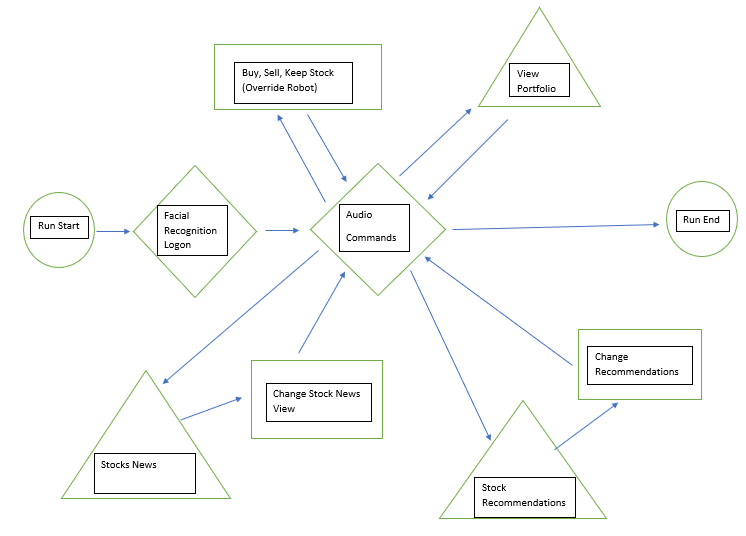 Buy, Sell, Keep Stock
(Override Robot)
View
Portfolio
Run Start
Facial
Recognition
Logon
Audio
Commands
Run End
Change
Recommendations
Change Stock News
View
Stocks News
Stock
Recommendations